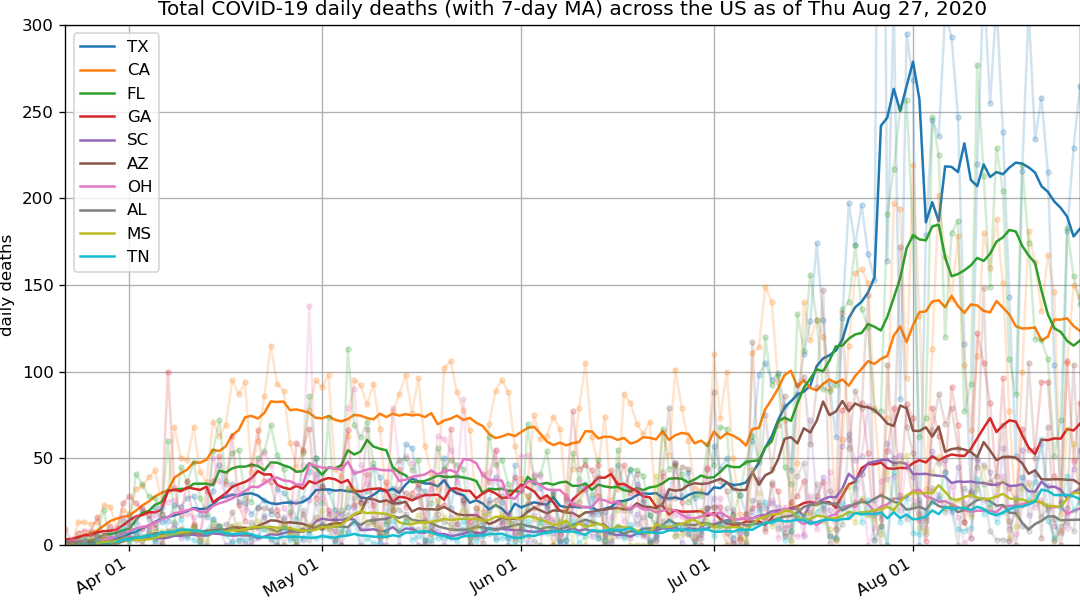 Total COVID-19 daily deaths (with 7-day MA) across the US as of Thu Aug 27, 2020
300
250
200
150
100
50
0
daily deaths
TX
CA
FL
GA
SC
AZ
OH
AL
MS
TN
Apr 01
May 01
Jun 01
Jul 01
Aug 01